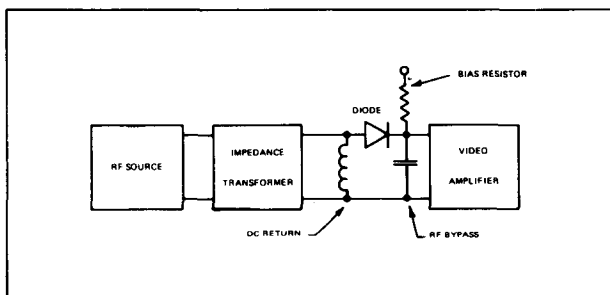 BIAS RESISTOR
DIODE
RF SOURCE
IMPEDANCE
TRANSFORMER
VIDEO
AMPLIFIER
DC RETURN
RF BYPASS